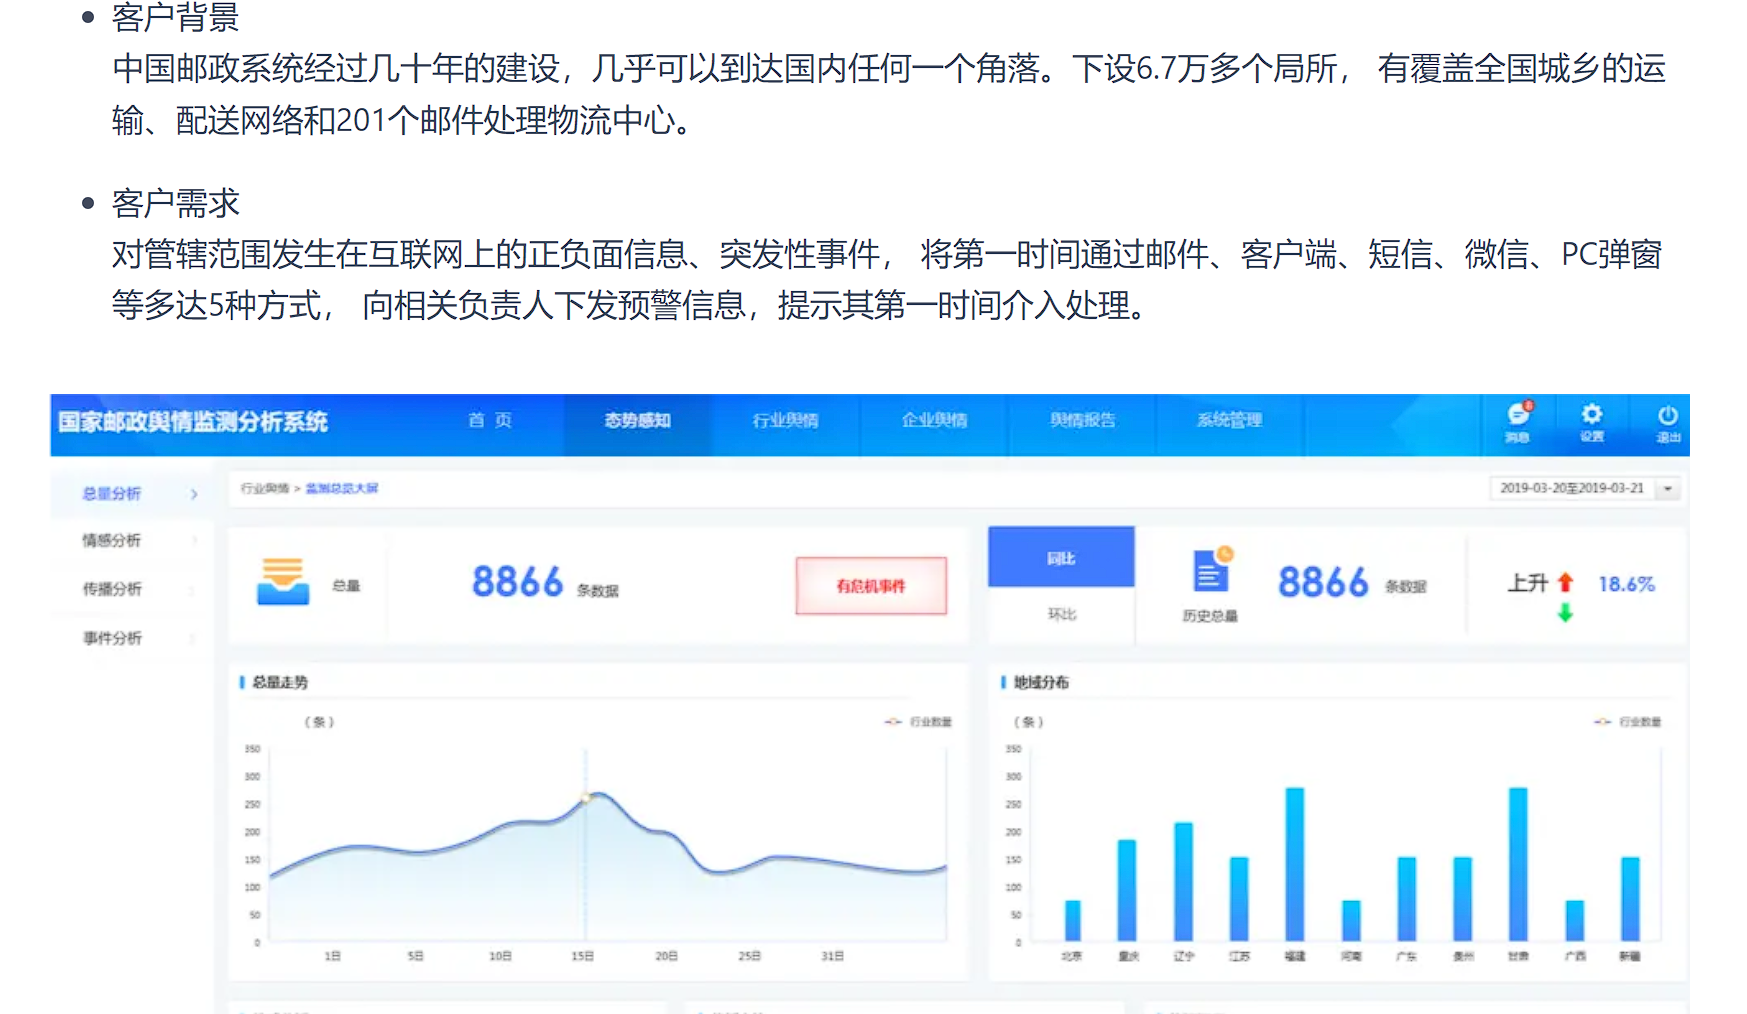 客户背景
中国邮政系统经过几十年的建设，几乎可以到达国内任何一个角落。下设6.7万多个局所， 有覆盖全国城乡的运
输、配送网络和201个邮件处理物流中心。
客户需求
对管辖范围发生在互联网上的正负面信息、突发性事件， 将第一时间通过邮件、客户端、短信、微信、PC弹窗
等多达5种方式， 向相关负责人下发预警信息，提示其第一时间介入处理。
国家邮政舆情监测分析系统 首 页 态势感知 行业舆情 企业舆情 舆情报告 系统管理 消息 设置 退出
总量分析
情感分析
传播分析
事件分析
行业舆情 > 监测总览大屏 2019-03-20至2019-03-21
总量 8866 条数据 有危机事件
同比
环比
历史总量 8866 条数据 上升 18.6%
总量走势
（条） 行业数量
350
300
250
200
150
100
50
0
1日 5日 10日 15日 20日 25日 31日
地域分布
（条） 行业数量
350
300
250
200
150
100
50
0
北京 重庆 辽宁 江苏 福建 河南 广东 贵州 甘肃 广西 新疆